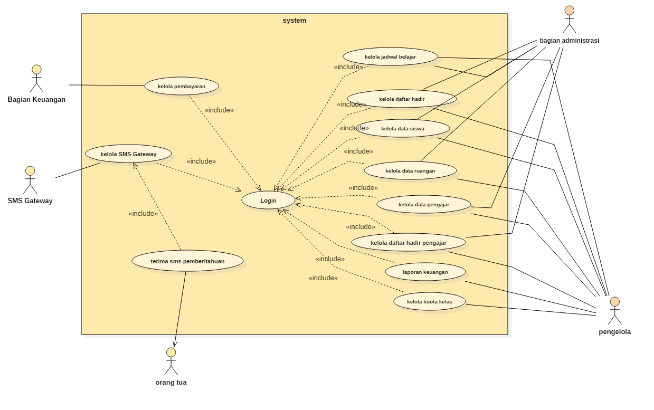 system
bagian administrasi
kelola jadwal belajar
«include»
Bagian Keuangan
kelola pembayaran
kelola daftar hadir
«include»
«include»
kelola data siswa
«include»
kelola SMS Gateway
«include»
«include»
kelola data ruangan
SMS Gateway
«include»
Login
kelola data pengajar
«include»
«include»
kelola daftar hadir pengajar
terima sms pemberitahuan
«include»
laporan keuangan
«include»
kelola kuota kelas
pengelola
orang tua